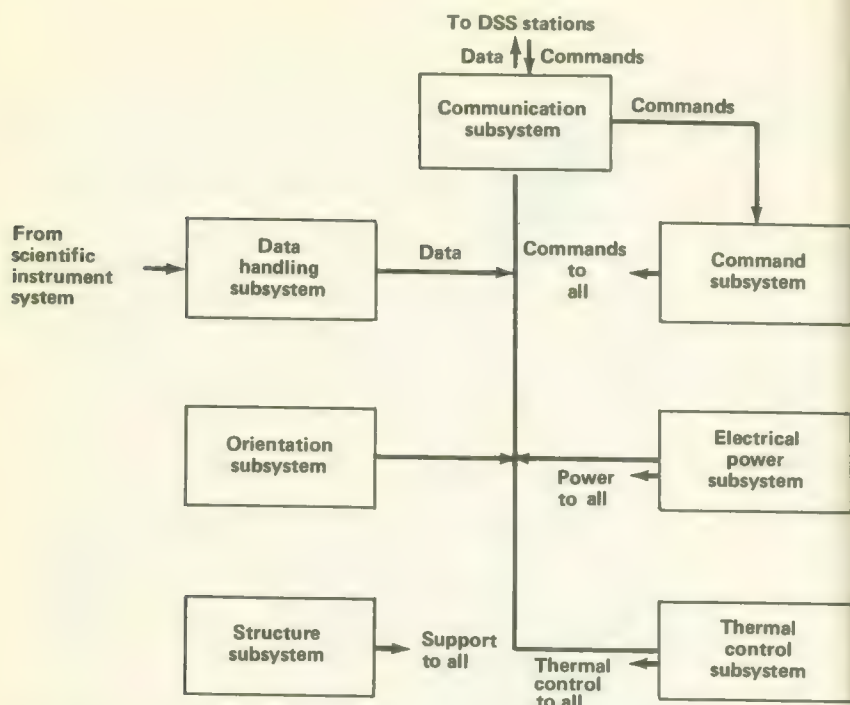 To DSS stations
Data Commands
Communication
subsystem
Commands
From
scientific
instrument
system
Data
handling
subsystem
Data
Commands
to
all
Command
subsystem
Orientation
subsystem
Electrical
power
subsystem
Power
to all
Structure
subsystem
Support
to all
Thermal
control
subsystem
Thermal
control
to all